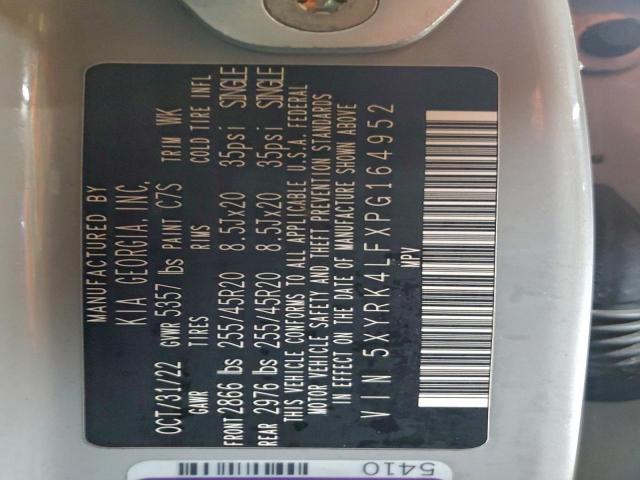 MANUFACTURED BY
KIA GEORGIA INC.
OCT/31/22 GVWR 5357 lbs PAINT C7S TRIM WK
GAWR TIRES RIMS COLD TIRE INFL
FRONT 2866 lbs 255/45R20 8.5Jx20 35psi SINGLE
REAR 2976 lbs 255/45R20 8.5Jx20 35psi SINGLE
THIS VEHICLE CONFORMS TO ALL APPLICABLE U.S.A. FEDERAL
MOTOR VEHICLE SAFETY AND THEFT PREVENTION STANDARDS
IN EFFECT ON THE DATE OF MANUFACTURE SHOWN ABOVE
VIN 5XYRK4LFXPG164952
MPV
5410